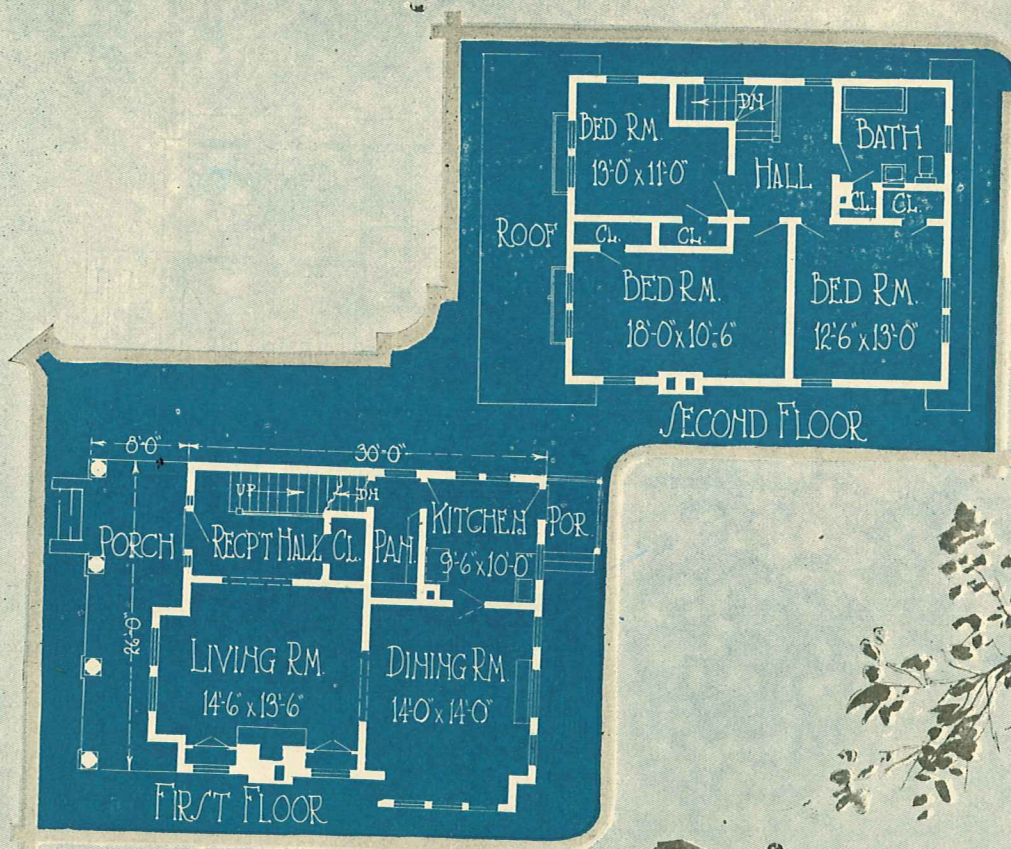 DN
BED RM.
13'-0" x 11'-0"
HALL
BATH
CL.
CL.
ROOF
CL.
CL.
BED RM.
18'-0" x 10'-6"
BED RM.
12'-6" x 13'-0"
SECOND FLOOR
8'-0"
30'-0"
UP
DN
PORCH
RECP'T HALL
CL.
PAN.
KITCHEN
9'-6" x 10'-0"
POR.
26'-0"
LIVING RM.
14'-6" x 13'-6"
DINING RM.
14'-0" x 14'-0"
FIRST FLOOR